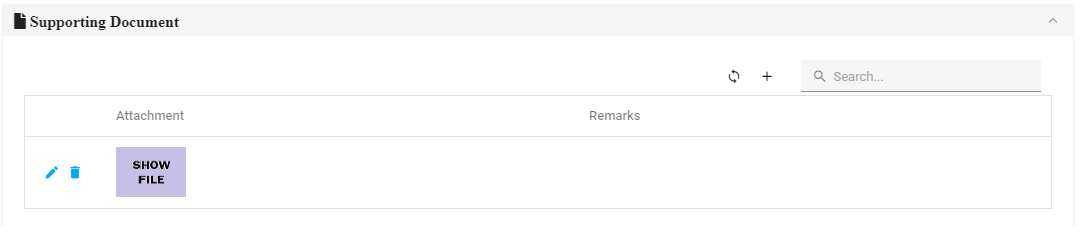 Supporting Document
Search...
Attachment Remarks
SHOW
FILE